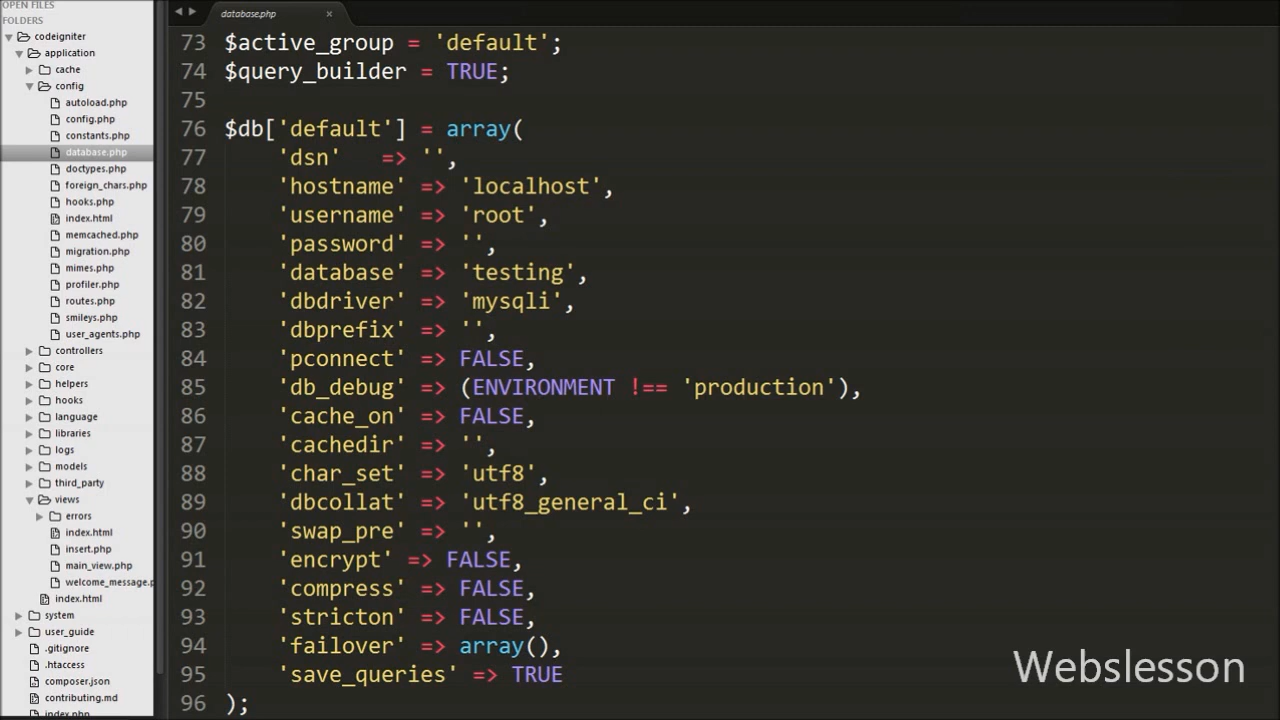 OPEN FILES
FOLDERS
codeigniter
application
cache
config
autoload.php
config.php
constants.php
database.php
doctypes.php
foreign_chars.php
hooks.php
index.html
memcached.php
migration.php
mimes.php
profiler.php
routes.php
smileys.php
user_agents.php
controllers
core
helpers
hooks
language
libraries
logs
models
third_party
views
errors
index.html
insert.php
main_view.php
welcome_message.p
index.html
system
user_guide
.gitignore
.htaccess
composer.json
contributing.md
index.php
database.php ×
73 $active_group = 'default';
74 $query_builder = TRUE;
75
76 $db['default'] = array(
77 'dsn' => '',
78 'hostname' => 'localhost',
79 'username' => 'root',
80 'password' => '',
81 'database' => 'testing',
82 'dbdriver' => 'mysqli',
83 'dbprefix' => '',
84 'pconnect' => FALSE,
85 'db_debug' => (ENVIRONMENT !== 'production'),
86 'cache_on' => FALSE,
87 'cachedir' => '',
88 'char_set' => 'utf8',
89 'dbcollat' => 'utf8_general_ci',
90 'swap_pre' => '',
91 'encrypt' => FALSE,
92 'compress' => FALSE,
93 'stricton' => FALSE,
94 'failover' => array(),
95 'save_queries' => TRUE
96 );
Webslesson